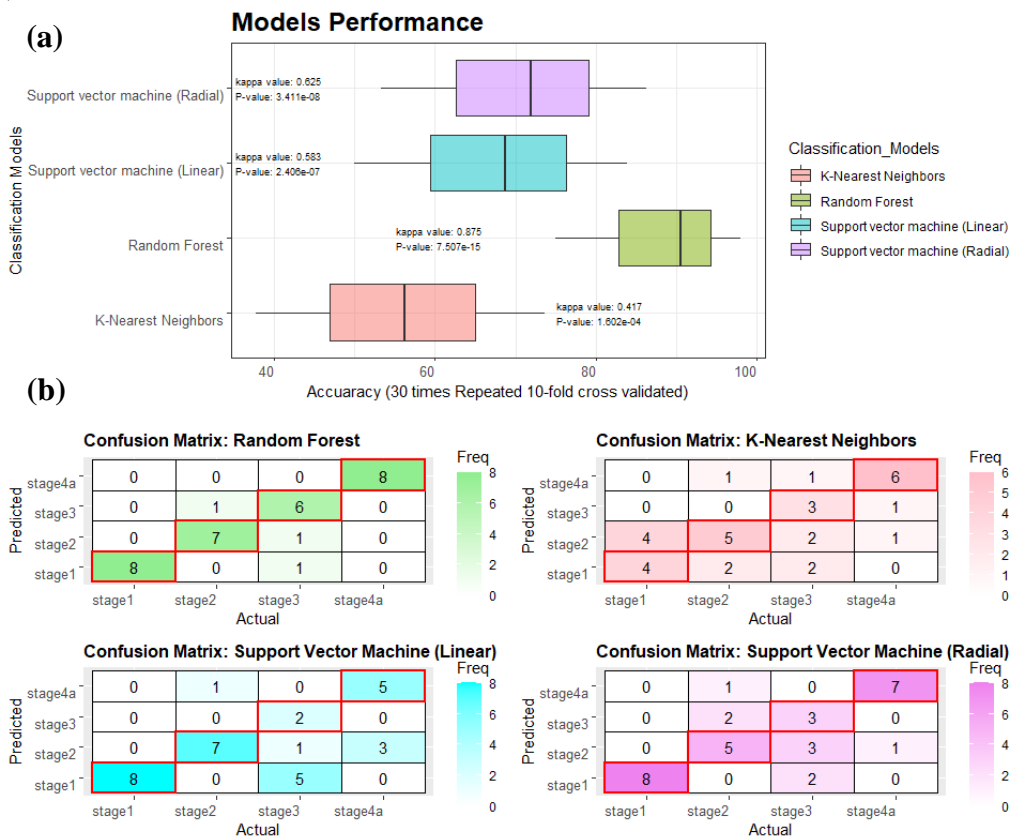 (a)
Models Performance
Classification Models
Support vector machine (Radial)
kappa value: 0.625
P-value: 3.411e-08
Support vector machine (Linear)
kappa value: 0.583
P-value: 2.406e-07
Random Forest
kappa value: 0.875
P-value: 7.507e-15
K-Nearest Neighbors
kappa value: 0.417
P-value: 1.602e-04
40 60 80 100
Accuaracy (30 times Repeated 10-fold cross validated)
Classification_Models
K-Nearest Neighbors
Random Forest
Support vector machine (Linear)
Support vector machine (Radial)
(b)
Confusion Matrix: Random Forest
Predicted
stage4a 0 0 0 8
stage3 0 1 6 0
stage2 0 7 1 0
stage1 8 0 1 0
stage1 stage2 stage3 stage4a
Actual
Freq
8
6
4
2
0
Confusion Matrix: K-Nearest Neighbors
Predicted
stage4a 0 1 1 6
stage3 0 0 3 1
stage2 4 5 2 1
stage1 4 2 2 0
stage1 stage2 stage3 stage4a
Actual
Freq
6
5
4
3
2
1
0
Confusion Matrix: Support Vector Machine (Linear)
Predicted
stage4a 0 1 0 5
stage3 0 0 2 0
stage2 0 7 1 3
stage1 8 0 5 0
stage1 stage2 stage3 stage4a
Actual
Freq
8
6
4
2
0
Confusion Matrix: Support Vector Machine (Radial)
Predicted
stage4a 0 1 0 7
stage3 0 2 3 0
stage2 0 5 3 1
stage1 8 0 2 0
stage1 stage2 stage3 stage4a
Actual
Freq
8
6
4
2
0